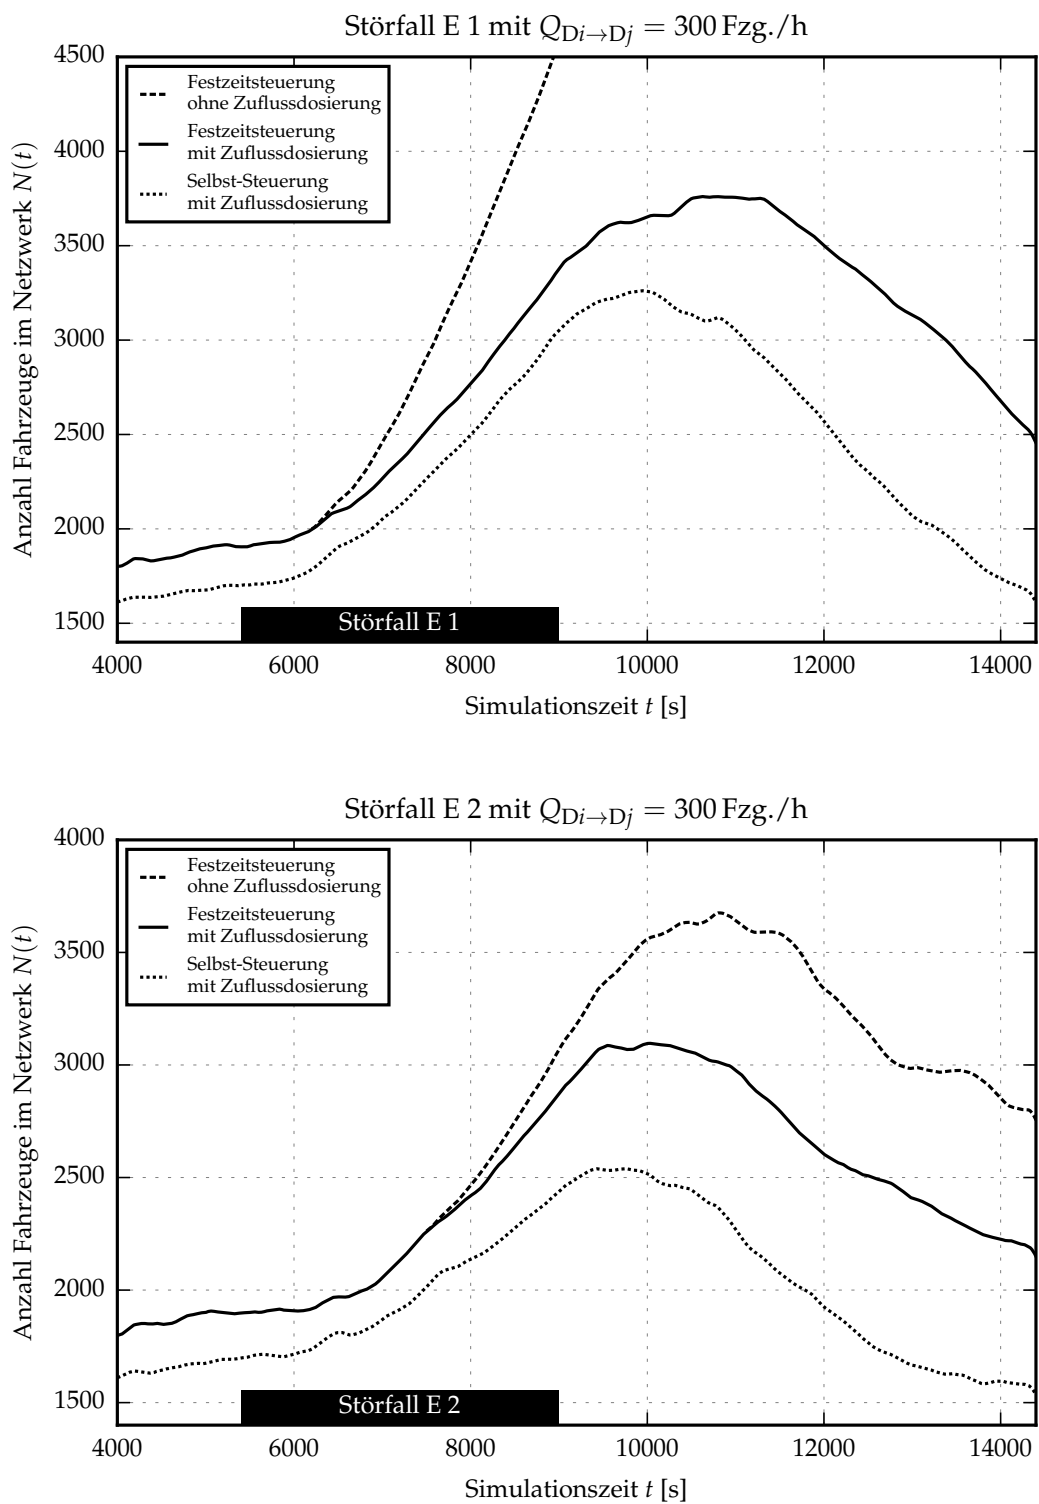 Störfall E 1 mit Q_{Di→Dj} = 300 Fzg./h
4500
4000
3500
3000
2500
2000
1500
Anzahl Fahrzeuge im Netzwerk N(t)
Festzeitsteuerung
ohne Zuflussdosierung
Festzeitsteuerung
mit Zuflussdosierung
Selbst-Steuerung
mit Zuflussdosierung
Störfall E 1
4000 6000 8000 10000 12000 14000
Simulationszeit t [s]
Störfall E 2 mit Q_{Di→Dj} = 300 Fzg./h
4000
3500
3000
2500
2000
1500
Anzahl Fahrzeuge im Netzwerk N(t)
Festzeitsteuerung
ohne Zuflussdosierung
Festzeitsteuerung
mit Zuflussdosierung
Selbst-Steuerung
mit Zuflussdosierung
Störfall E 2
4000 6000 8000 10000 12000 14000
Simulationszeit t [s]